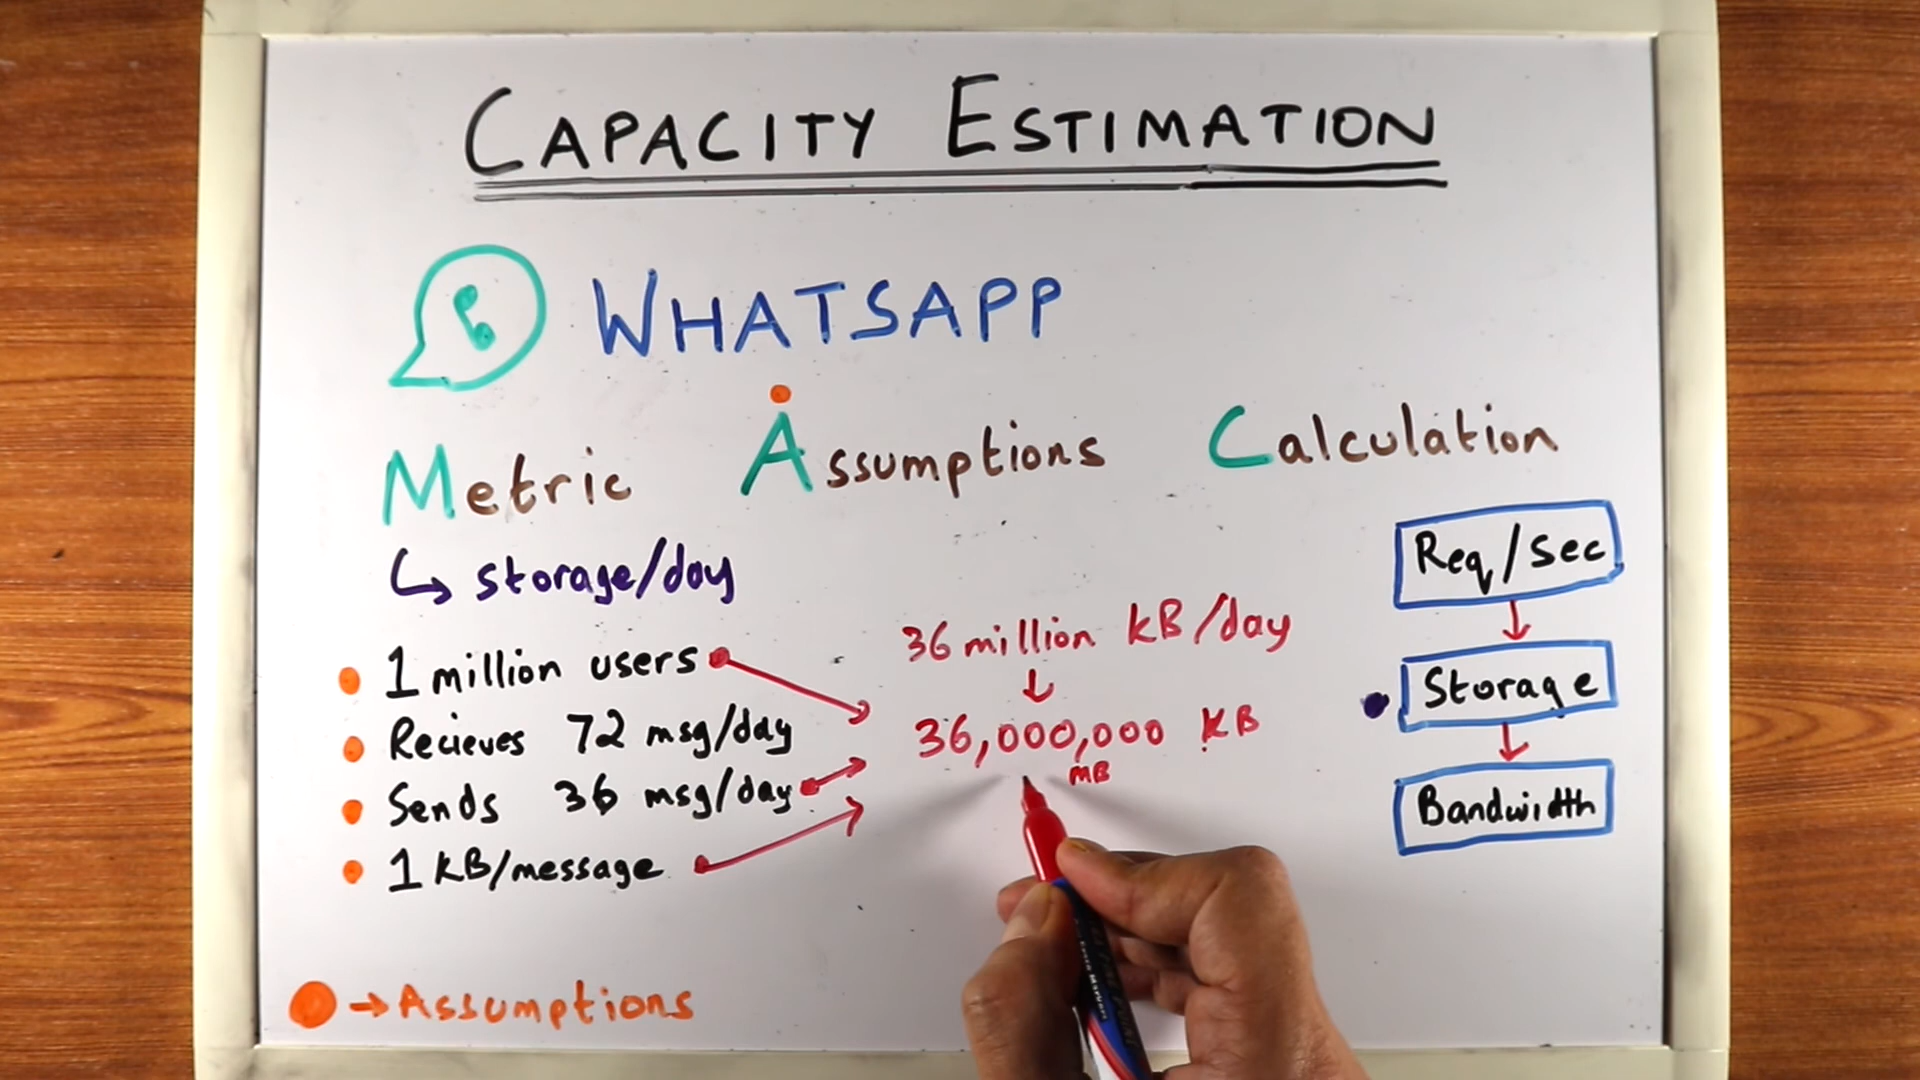 CAPACITY ESTIMATION
WHATSAPP
Metric Assumptions Calculation
↳ storage/day
1 million users
Recieves 72 msg/day
Sends 36 msg/day
1 KB/message
36 million KB/day
↓
36,000,000 KB
MB
Req/Sec
Storage
Bandwidth
→ Assumptions